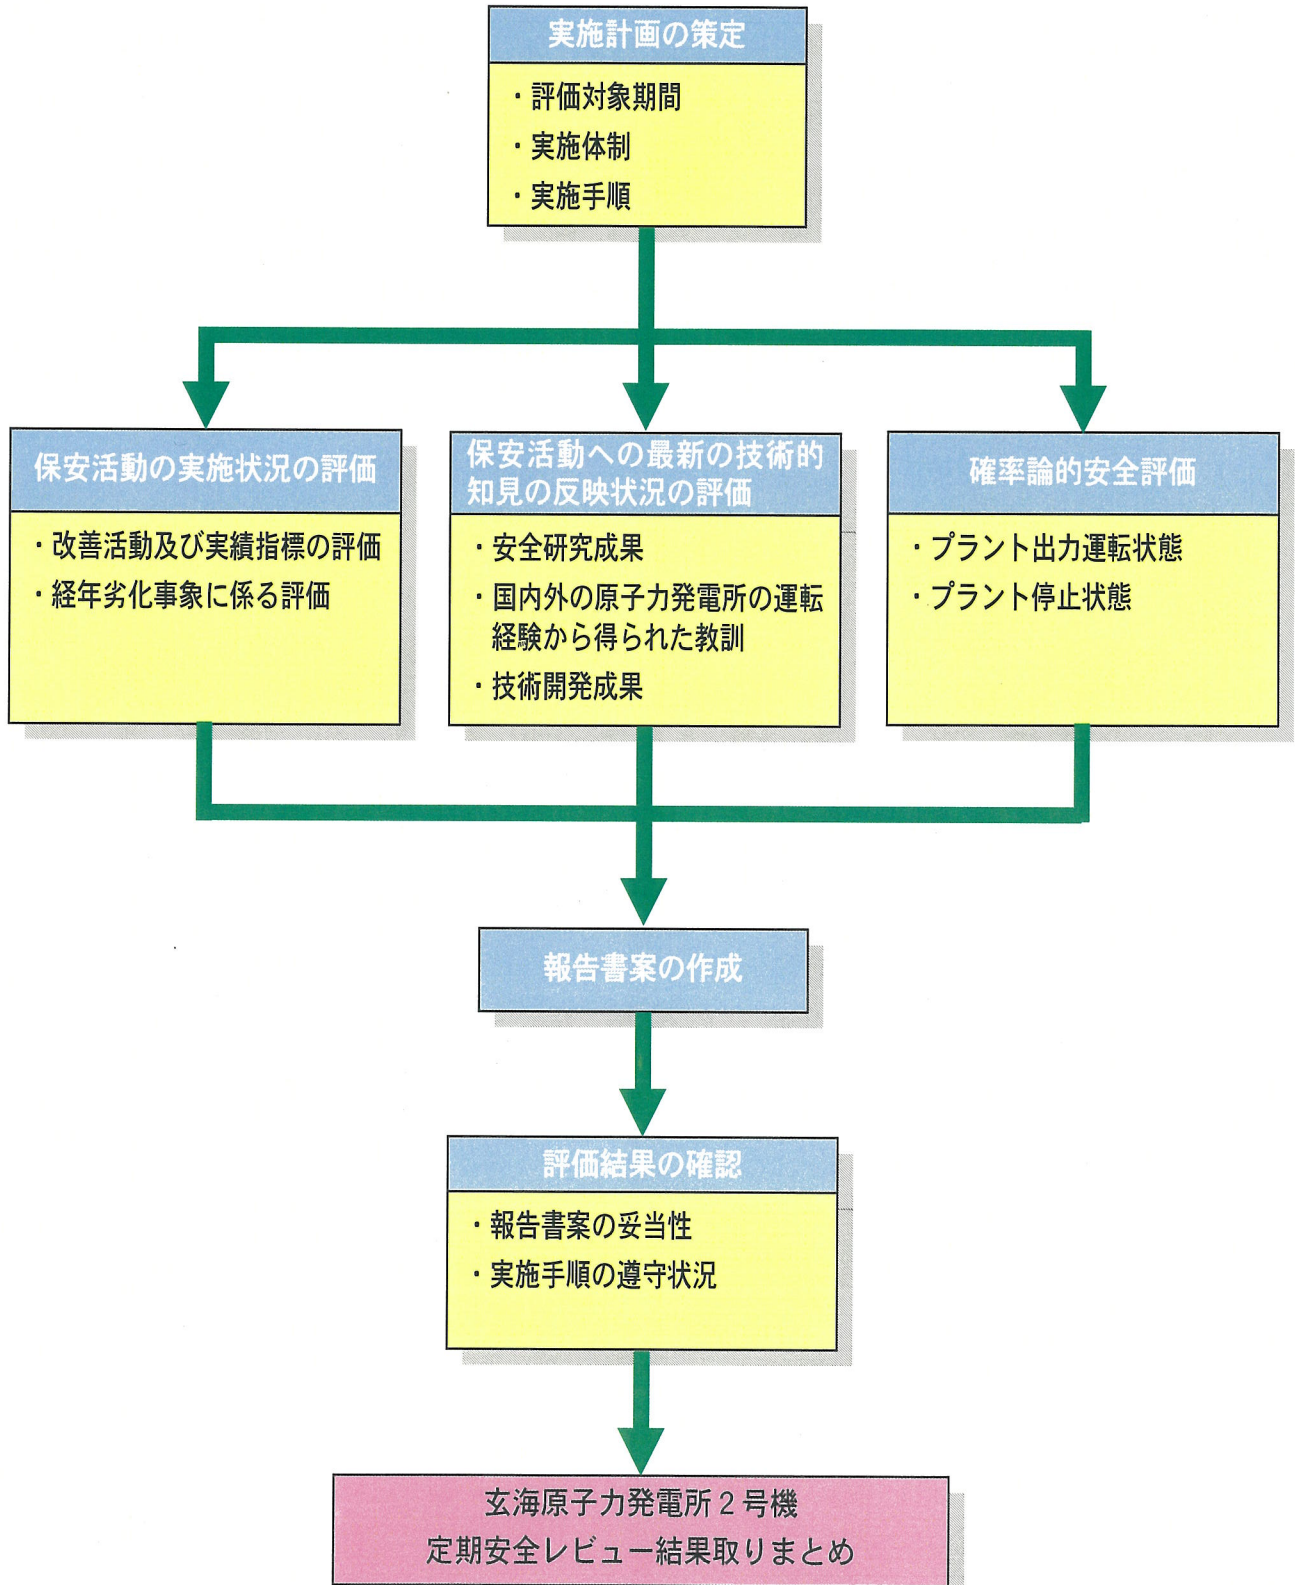 実施計画の策定
・評価対象期間
・実施体制
・実施手順
保安活動の実施状況の評価
・改善活動及び実績指標の評価
・経年劣化事象に係る評価
保安活動への最新の技術的
知見の反映状況の評価
・安全研究成果
・国内外の原子力発電所の運転
経験から得られた教訓
・技術開発成果
確率論的安全評価
・プラント出力運転状態
・プラント停止状態
報告書案の作成
評価結果の確認
・報告書案の妥当性
・実施手順の遵守状況
玄海原子力発電所2号機
定期安全レビュー結果取りまとめ